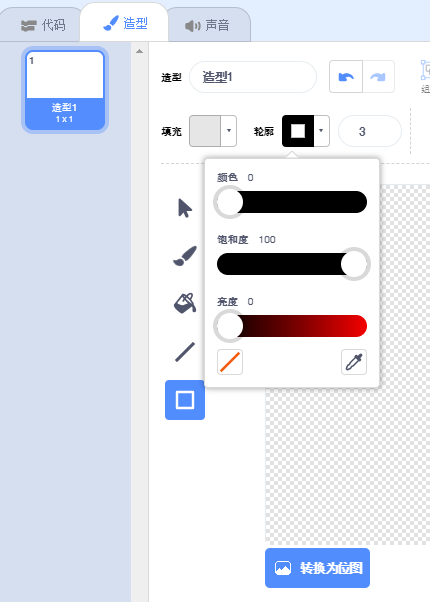 代码
造型
声音
1
造型1
1 x 1
造型
造型1
填充
轮廓
3
颜色 0
饱和度 100
亮度 0
转换为位图